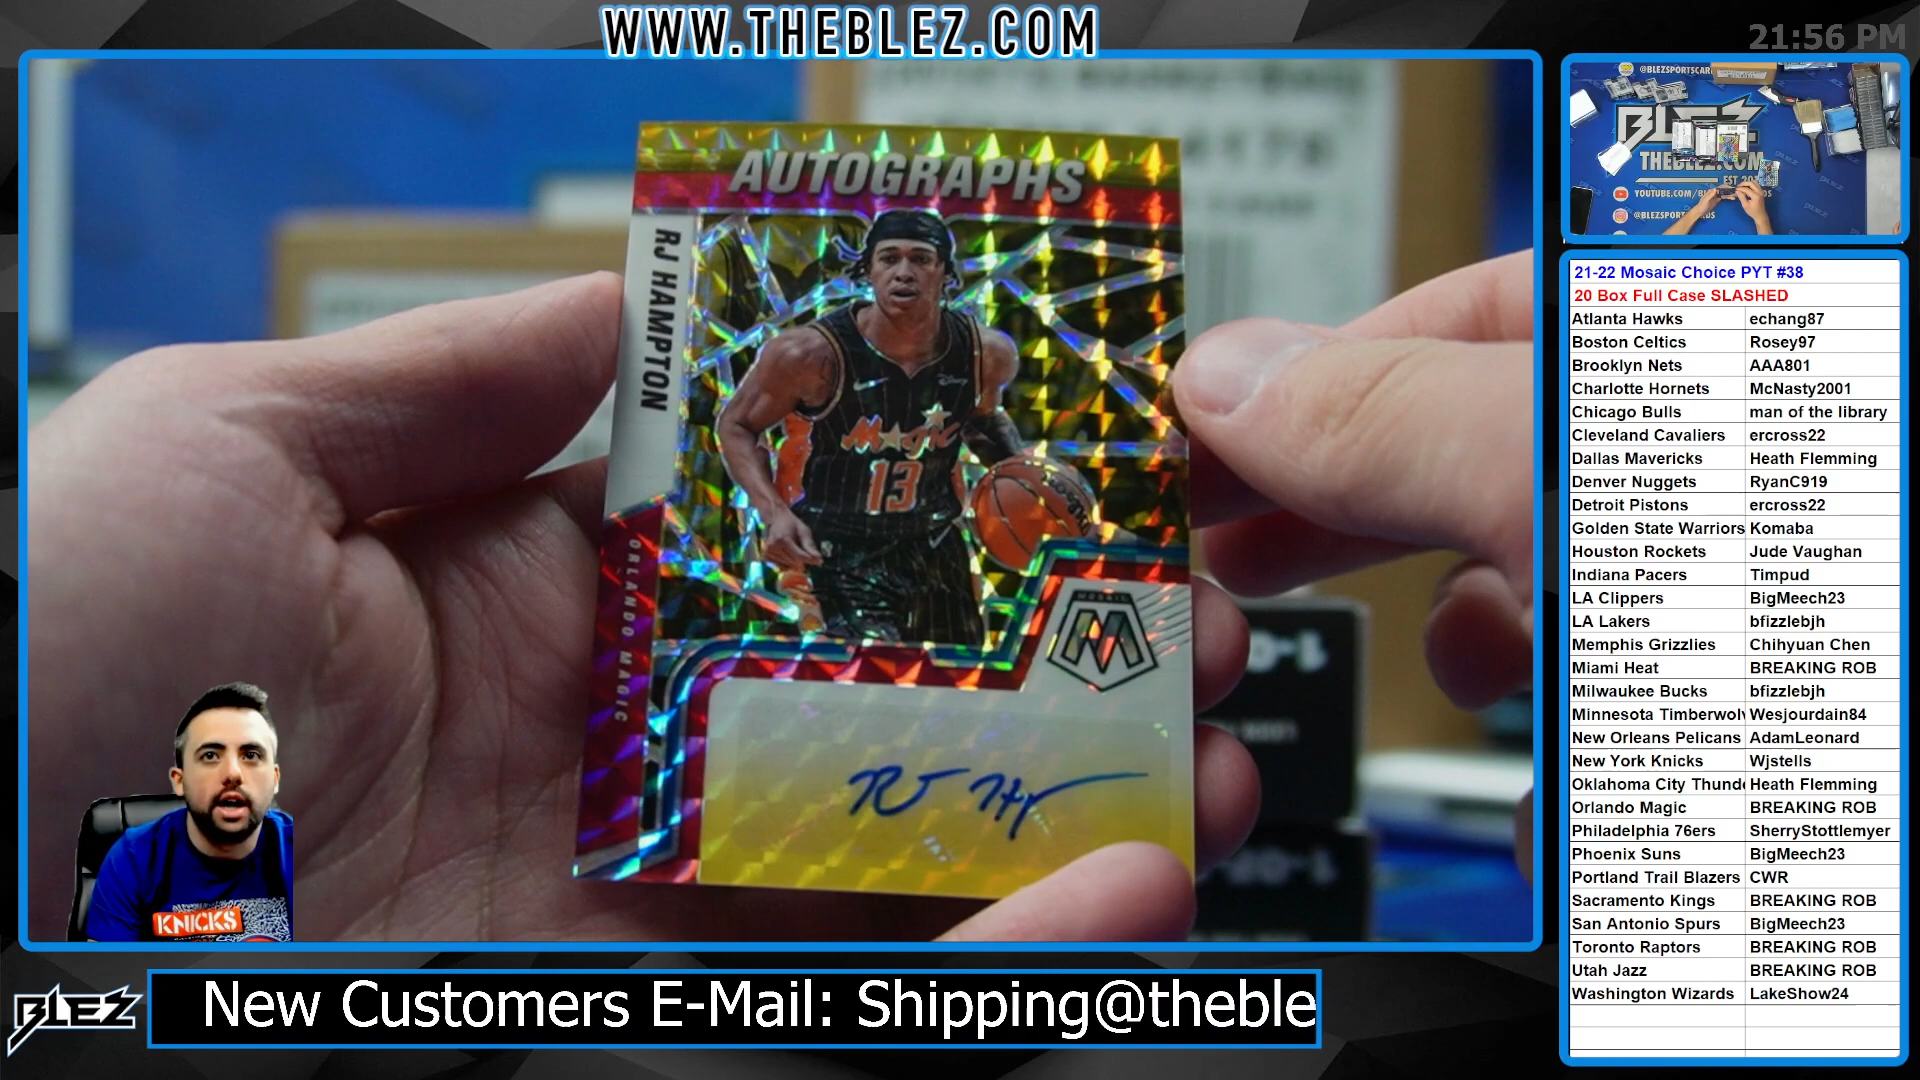 WWW.THEBLEZ.COM
21:56 PM
AUTOGRAPHS
RJ HAMPTON
Disney
Magic
13
ORLANDO MAGIC
MOSAIC
M
KNICKS
BLEZ
New Customers E-Mail: Shipping@theble
@BLEZSPORTSCAR
BLEZ
THEBLEZ.COM
YOUTUBE.COM/BL
21-22 Mosaic Choice PYT #38
20 Box Full Case SLASHED
Atlanta Hawks echang87
Boston Celtics Rosey97
Brooklyn Nets AAA801
Charlotte Hornets McNasty2001
Chicago Bulls man of the library
Cleveland Cavaliers ercross22
Dallas Mavericks Heath Flemming
Denver Nuggets RyanC919
Detroit Pistons ercross22
Golden State Warriors Komaba
Houston Rockets Jude Vaughan
Indiana Pacers Timpud
LA Clippers BigMeech23
LA Lakers bfizzlebjh
Memphis Grizzlies Chihyuan Chen
Miami Heat BREAKING ROB
Milwaukee Bucks bfizzlebjh
Minnesota Timberwol Wesjourdain84
New Orleans Pelicans AdamLeonard
New York Knicks Wjstells
Oklahoma City Thund Heath Flemming
Orlando Magic BREAKING ROB
Philadelphia 76ers SherryStottlemyer
Phoenix Suns BigMeech23
Portland Trail Blazers CWR
Sacramento Kings BREAKING ROB
San Antonio Spurs BigMeech23
Toronto Raptors BREAKING ROB
Utah Jazz BREAKING ROB
Washington Wizards LakeShow24